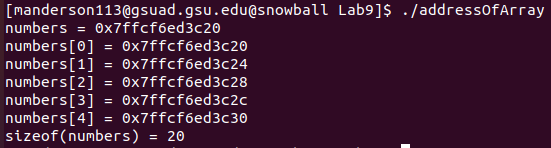 [manderson113@gsuad.gsu.edu@snowball Lab9]$ ./addressOfArray
numbers = 0x7ffcf6ed3c20
numbers[0] = 0x7ffcf6ed3c20
numbers[1] = 0x7ffcf6ed3c24
numbers[2] = 0x7ffcf6ed3c28
numbers[3] = 0x7ffcf6ed3c2c
numbers[4] = 0x7ffcf6ed3c30
sizeof(numbers) = 20